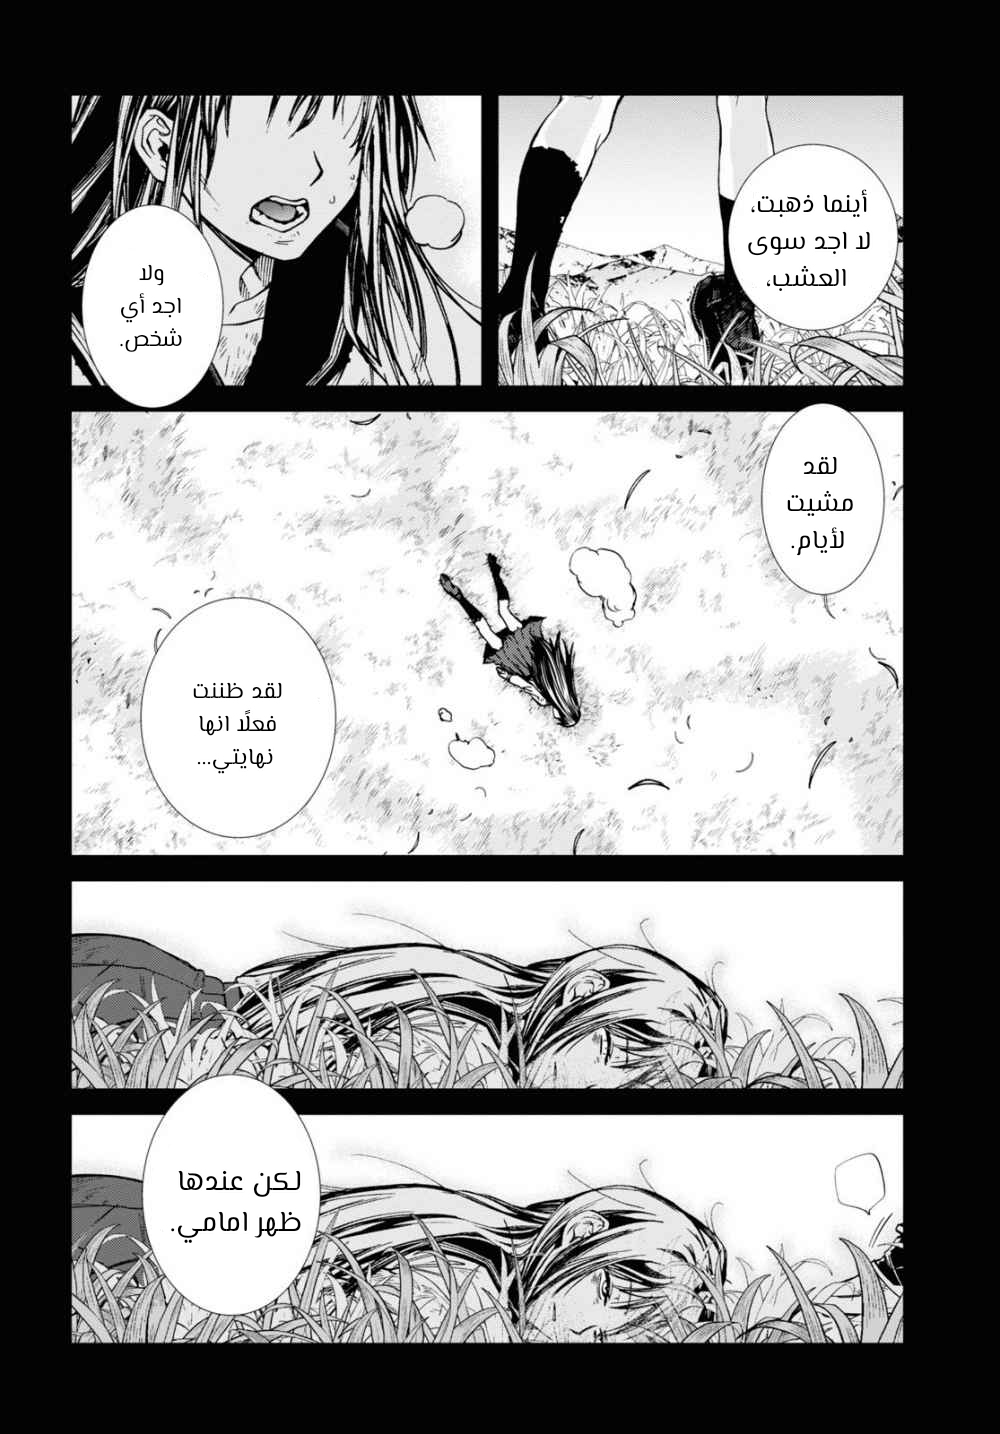 أينما ذهبت،
لا اجد سوى
العشب،
ولا
اجد أي
شخص.
لقد
مشيت
لأيام.
لقد ظننت
فعلًا انها
نهايتي...
لكن عندها
ظهر امامي.